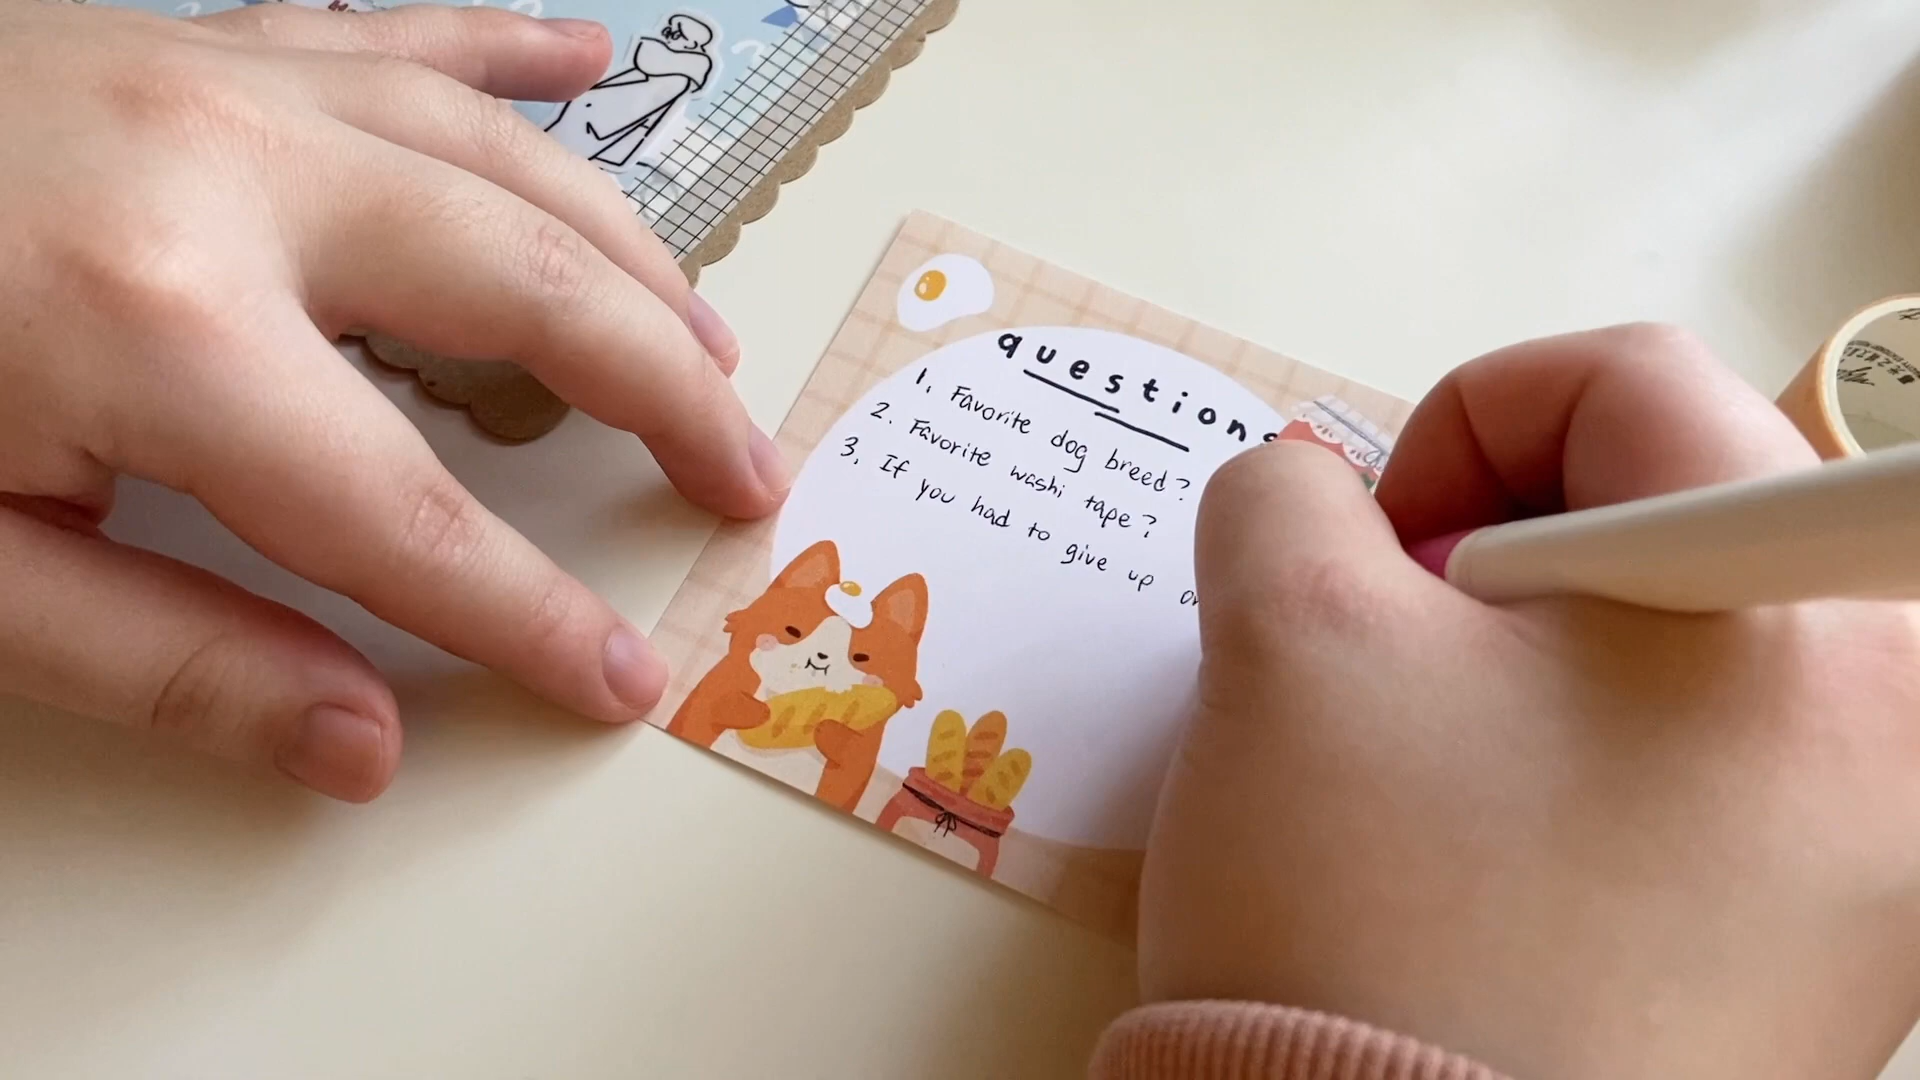 questions
1. Favorite dog breed?
2. Favorite washi tape?
3. If you had to give up